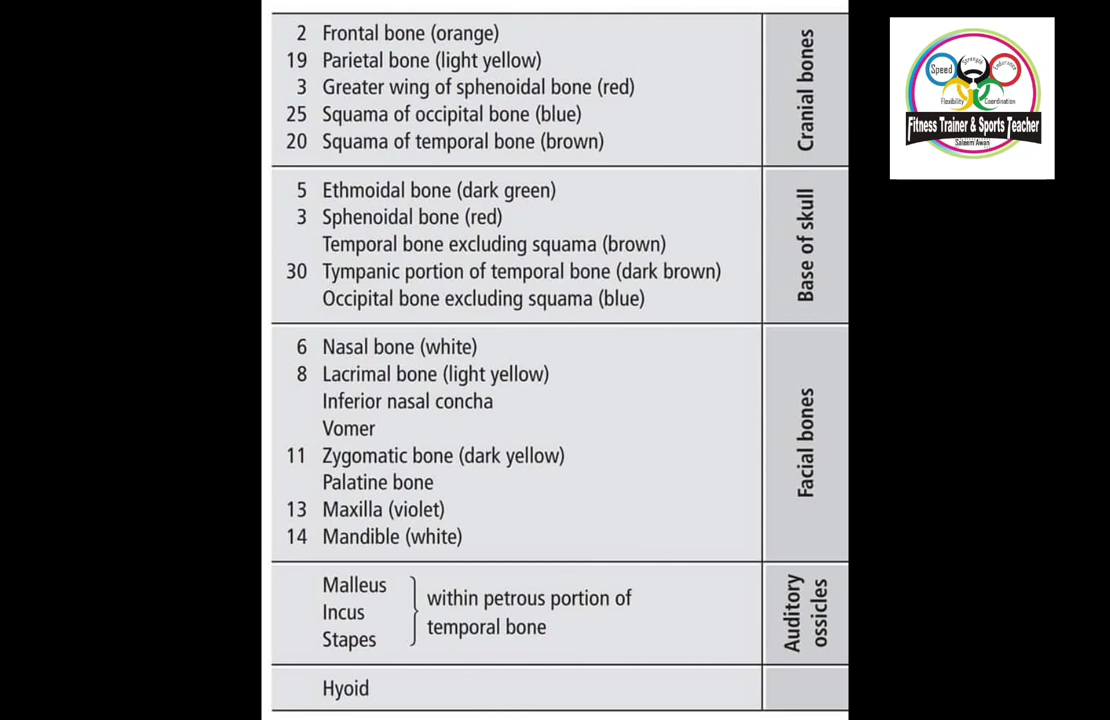 2 Frontal bone (orange)
19 Parietal bone (light yellow)
3 Greater wing of sphenoidal bone (red)
25 Squama of occipital bone (blue)
20 Squama of temporal bone (brown)
Cranial bones
5 Ethmoidal bone (dark green)
3 Sphenoidal bone (red)
Temporal bone excluding squama (brown)
30 Tympanic portion of temporal bone (dark brown)
Occipital bone excluding squama (blue)
Base of skull
6 Nasal bone (white)
8 Lacrimal bone (light yellow)
Inferior nasal concha
Vomer
11 Zygomatic bone (dark yellow)
Palatine bone
13 Maxilla (violet)
14 Mandible (white)
Facial bones
Malleus
Incus
Stapes
within petrous portion of
temporal bone
Auditory
ossicles
Hyoid
Speed
Strength
Endurance
Flexibility
Coordination
Fitness Trainer & Sports Teacher
Saleem Awan